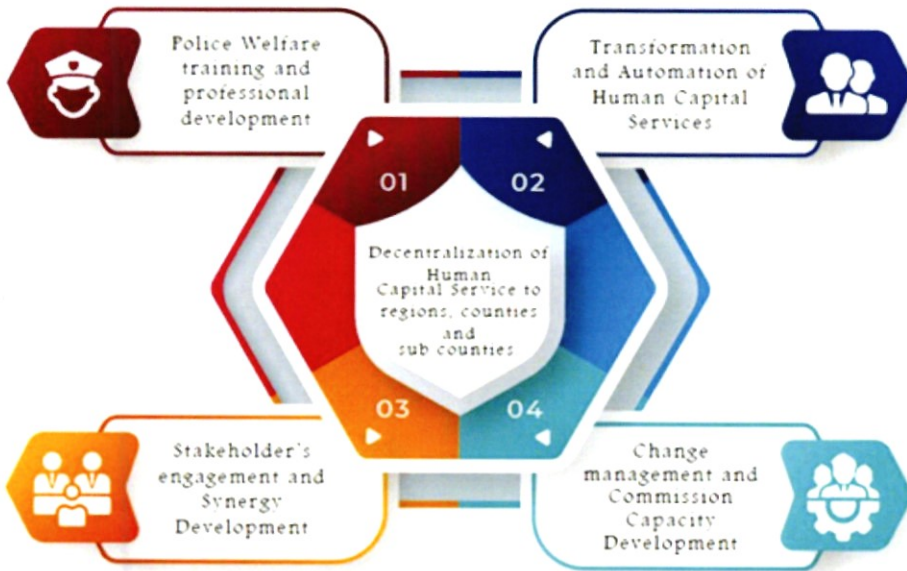 Police Welfare
training and
professional
development
Transformation
and Automation of
Human Capital
Services
01
02
Decentralization of
Human
Capital Service to
regions, counties
and
sub counties
03
04
Stakeholder's
engagement and
Synergy
Development
Change
management and
Commission
Capacity
Development